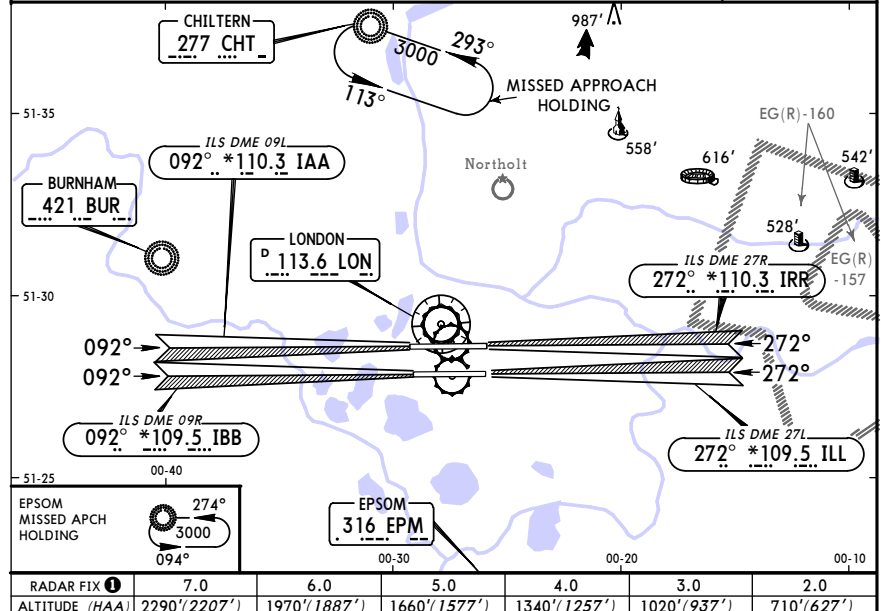 CHILTERN
277 CHT
293°
3000
113°
987'
MISSED APPROACH
HOLDING
51-35
558'
EG(R)-160
ILS DME 09L
092° *110.3 IAA
Northolt
616'
542'
BURNHAM
421 BUR
LONDON
D 113.6 LON
528'
ILS DME 27R
272° *110.3 IRR
EG(R)
-157
51-30
092°
272°
092°
272°
ILS DME 09R
092° *109.5 IBB
ILS DME 27L
272° *109.5 ILL
51-25
00-40
EPSOM
MISSED APCH
HOLDING
274°
3000
094°
EPSOM
316 EPM
00-30
00-20
00-10
RADAR FIX 1 7.0 6.0 5.0 4.0 3.0 2.0
ALTITUDE (HAA) 2290'(2207') 1970'(1887') 1660'(1577') 1340'(1257') 1020'(937') 710'(627')